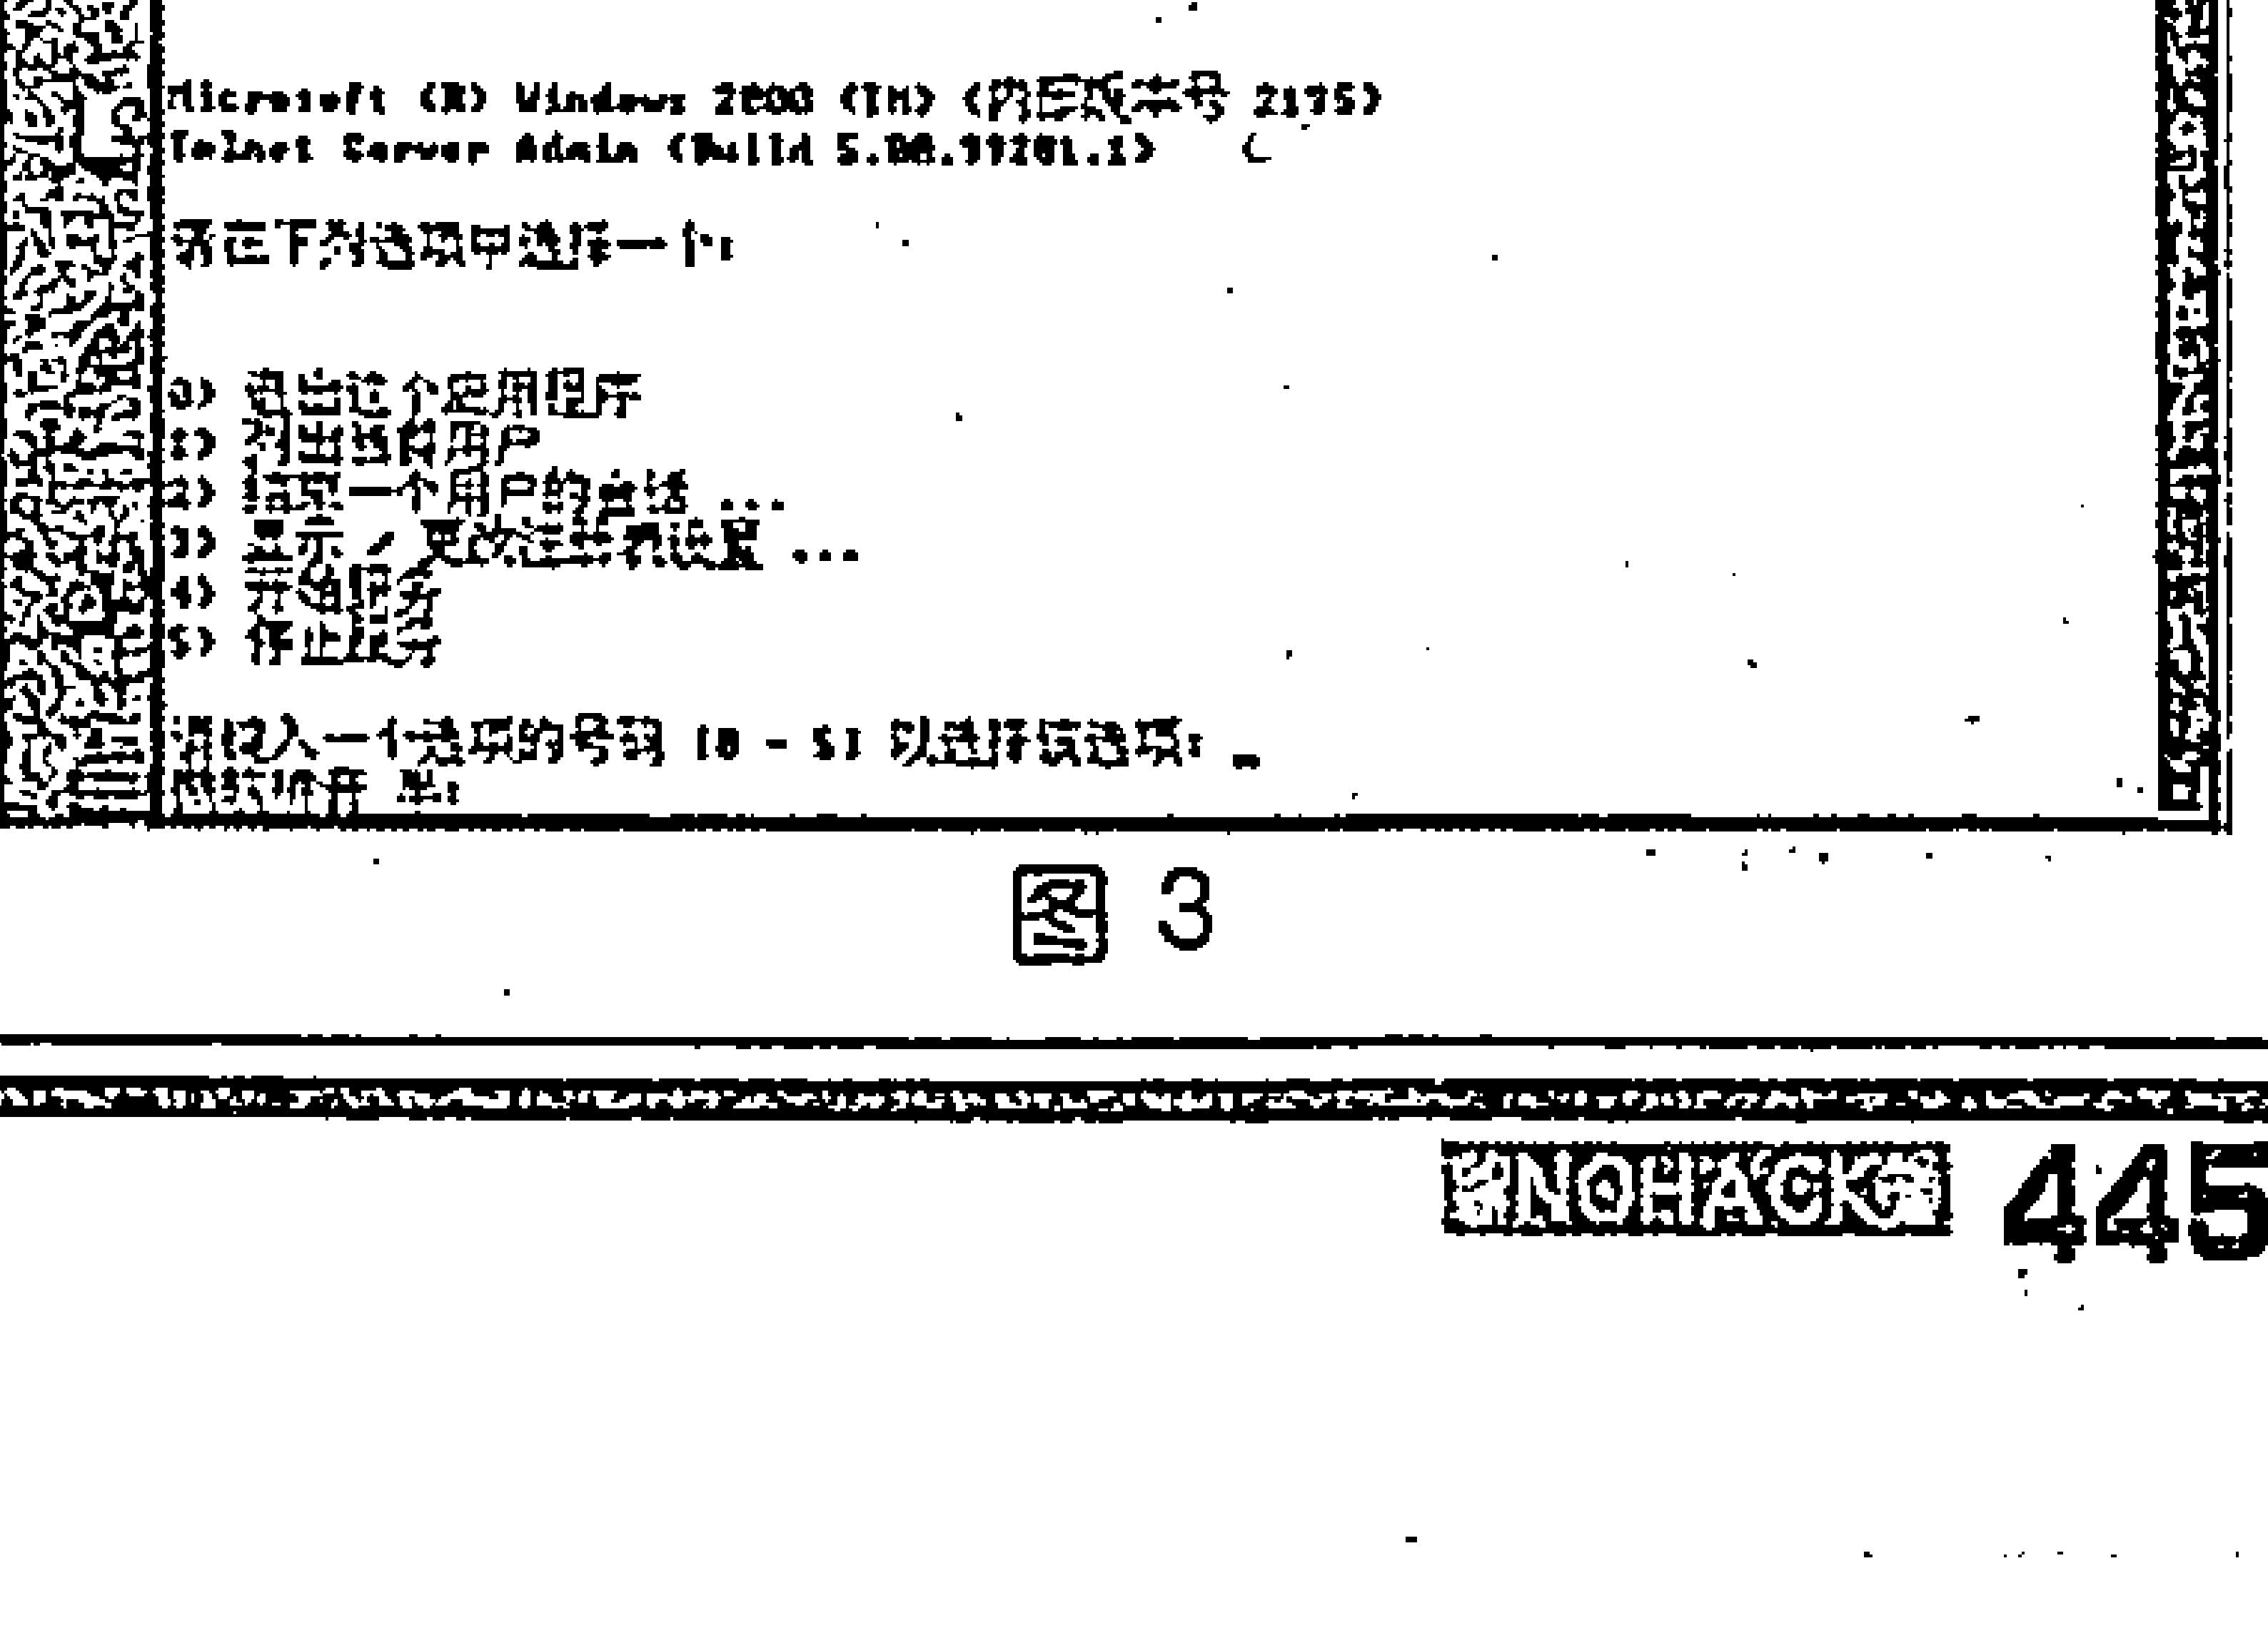 Microsoft (R) Windows 2000 (TM) (内部版本号 2195)
Telnet Server Admin (Build 5.00.99201.1)
请在下列选项中选择一个:
0) 退出这个应用程序
1) 列出当前用户
2) 结束一个用户的会话 ...
3) 显示 / 更改注册表设置 ...
4) 开始服务
5) 停止服务
请键入一个选项的号码 [0 - 5] 以选择该选项:
图 3
NOHACK 445